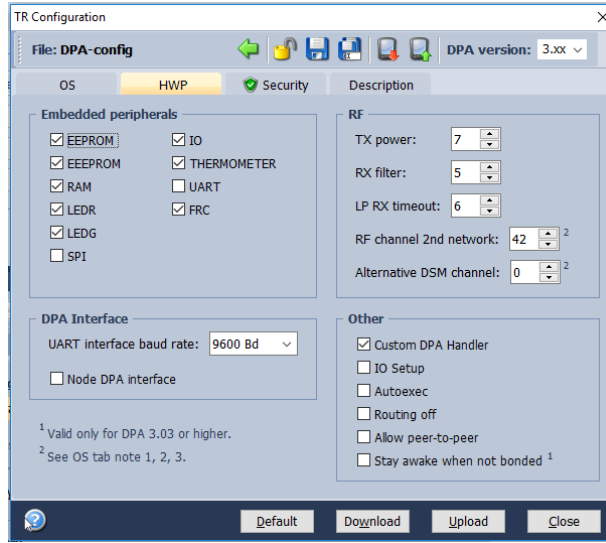 TR Configuration
File: DPA-config
DPA version: 3.xx
OS HWP Security Description
Embedded peripherals
EEPROM IO
EEEPROM THERMOMETER
RAM UART
LEDR FRC
LEDG
SPI
RF
TX power: 7
RX filter: 5
LP RX timeout: 6
RF channel 2nd network: 42 2
Alternative DSM channel: 0 2
DPA Interface
UART interface baud rate: 9600 Bd
Node DPA interface
1 Valid only for DPA 3.03 or higher.
2 See OS tab note 1, 2, 3.
Other
Custom DPA Handler
IO Setup
Autoexec
Routing off
Allow peer-to-peer
Stay awake when not bonded 1
Default Download Upload Close